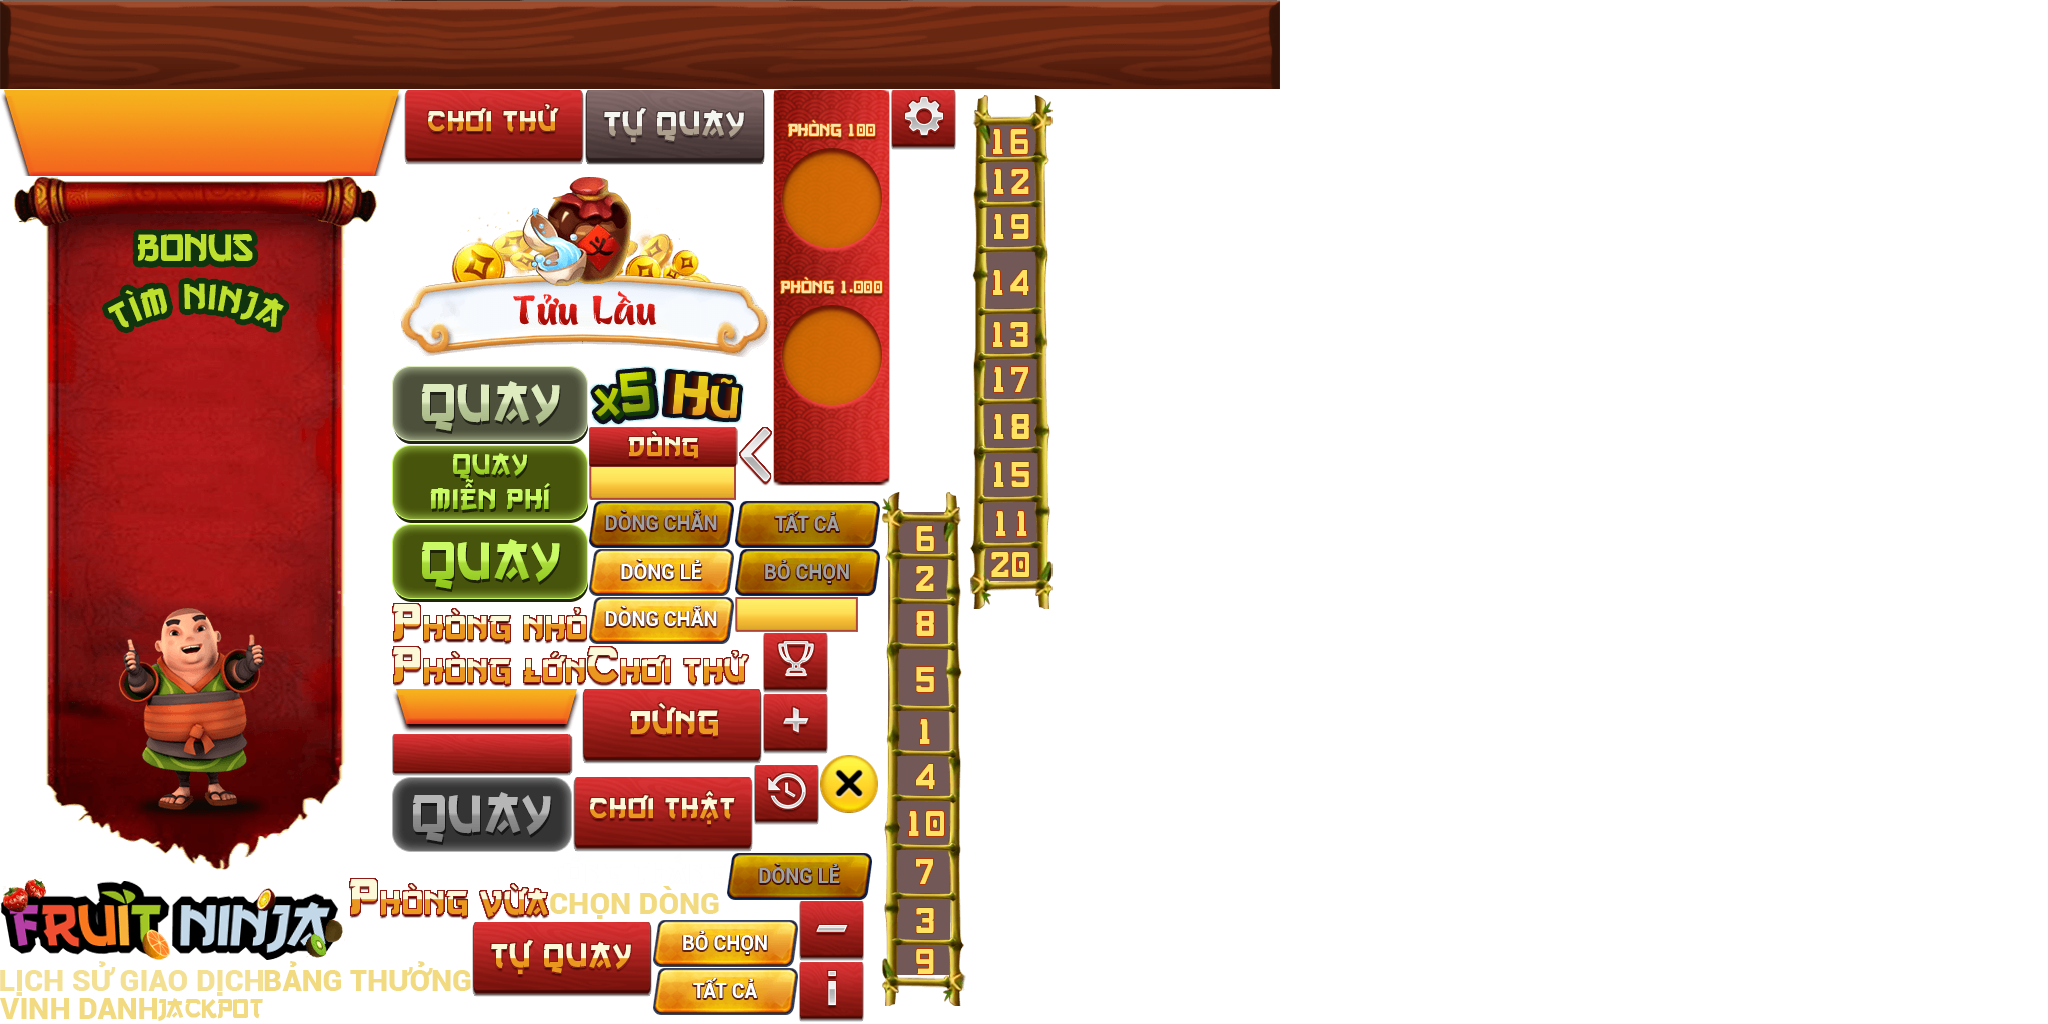 CHƠI THỬ
TỰ QUAY
PHÒNG 100
PHÒNG 1.000
BONUS
TÌM NINJA
Tửu Lầu
QUAY
x5 HŨ
DÒNG
QUAY
MIỄN PHÍ
DÒNG CHẴN
TẤT CẢ
QUAY
DÒNG LẺ
BỎ CHỌN
PHÒNG NHỎ
DÒNG CHẴN
PHÒNG LỚN
CHƠI THỬ
DỪNG
+
QUAY
CHƠI THẬT
DÒNG LẺ
FRUIT NINJA
PHÒNG VỪA
CHỌN DÒNG
TỰ QUAY
BỎ CHỌN
TẤT CẢ
i
LỊCH SỬ GIAO DỊCH
BẢNG THƯỞNG
VINH DANH
JACKPOT
6
2
8
5
1
4
10
7
3
9
16
12
19
14
13
17
18
15
11
20